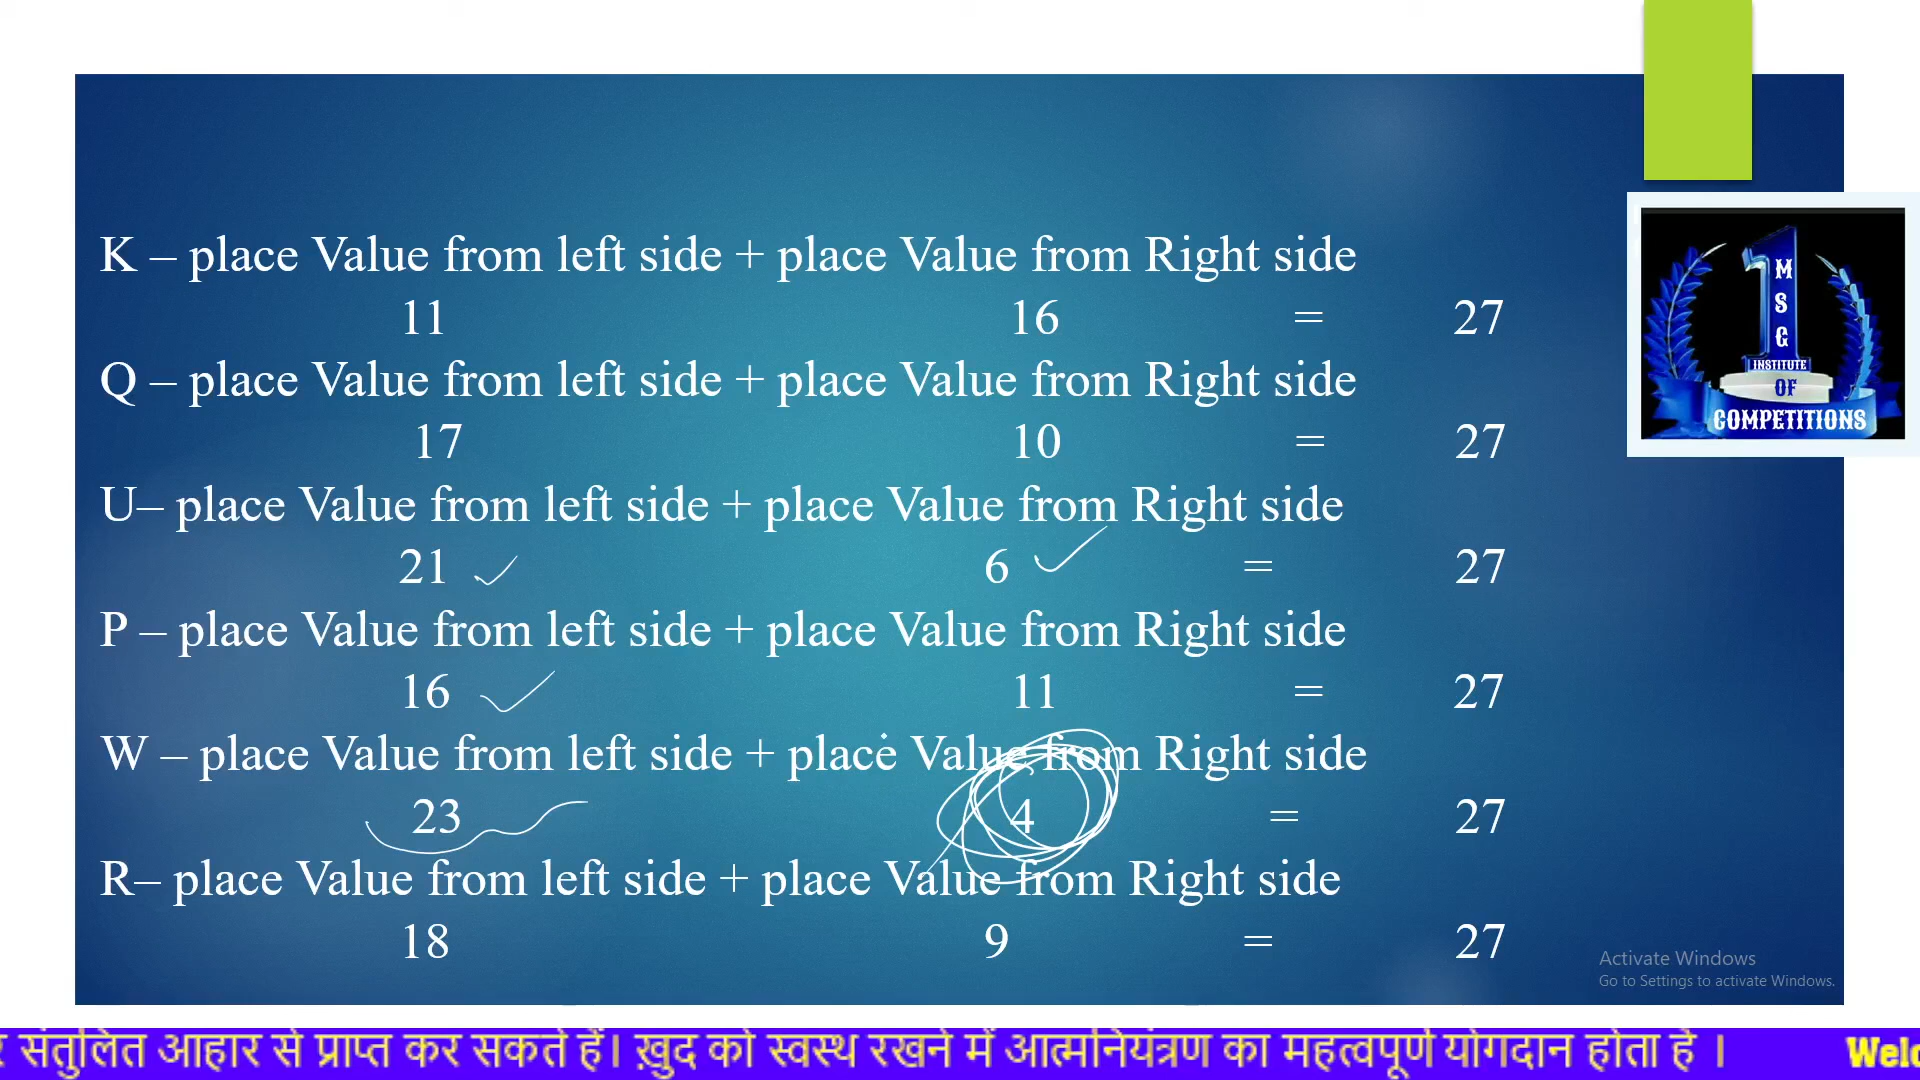 K – place Value from left side + place Value from Right side
11 16 = 27
Q – place Value from left side + place Value from Right side
17 10 = 27
U– place Value from left side + place Value from Right side
21 6 = 27
P – place Value from left side + place Value from Right side
16 11 = 27
W – place Value from left side + place Value from Right side
23 4 = 27
R– place Value from left side + place Value from Right side
18 9 = 27
1
M
S
G
INSTITUTE
OF
COMPETITIONS
Activate Windows
Go to Settings to activate Windows.
संतुलित आहार से प्राप्त कर सकते हैं। ख़ुद को स्वस्थ रखने में आत्मनियंत्रण का महत्वपूर्ण योगदान होता है ।